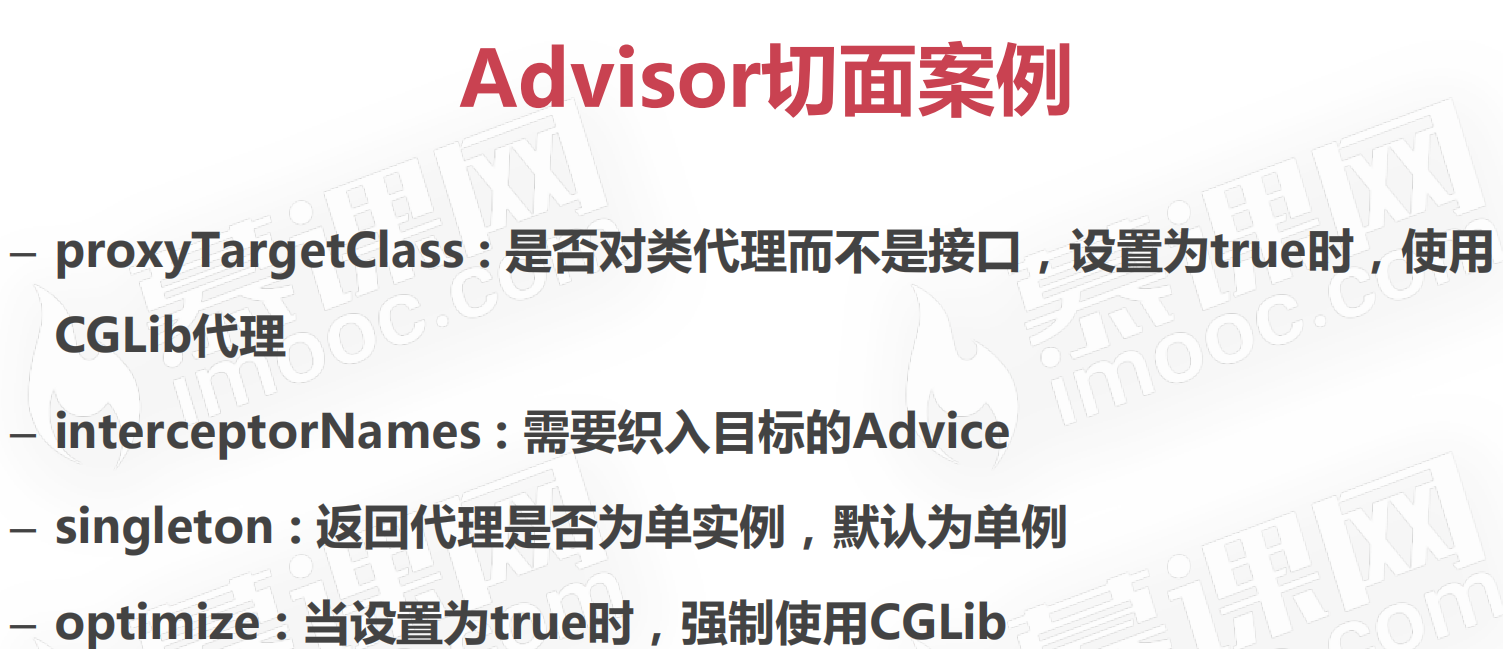 Advisor切面案例
– proxyTargetClass：是否对类代理而不是接口，设置为true时，使用
CGLib代理
– interceptorNames：需要织入目标的Advice
– singleton：返回代理是否为单实例，默认为单例
– optimize：当设置为true时，强制使用CGLib
慕课网
imooc.com
慕课网
imooc.com
慕课网
imooc.com
慕课网
imooc.com